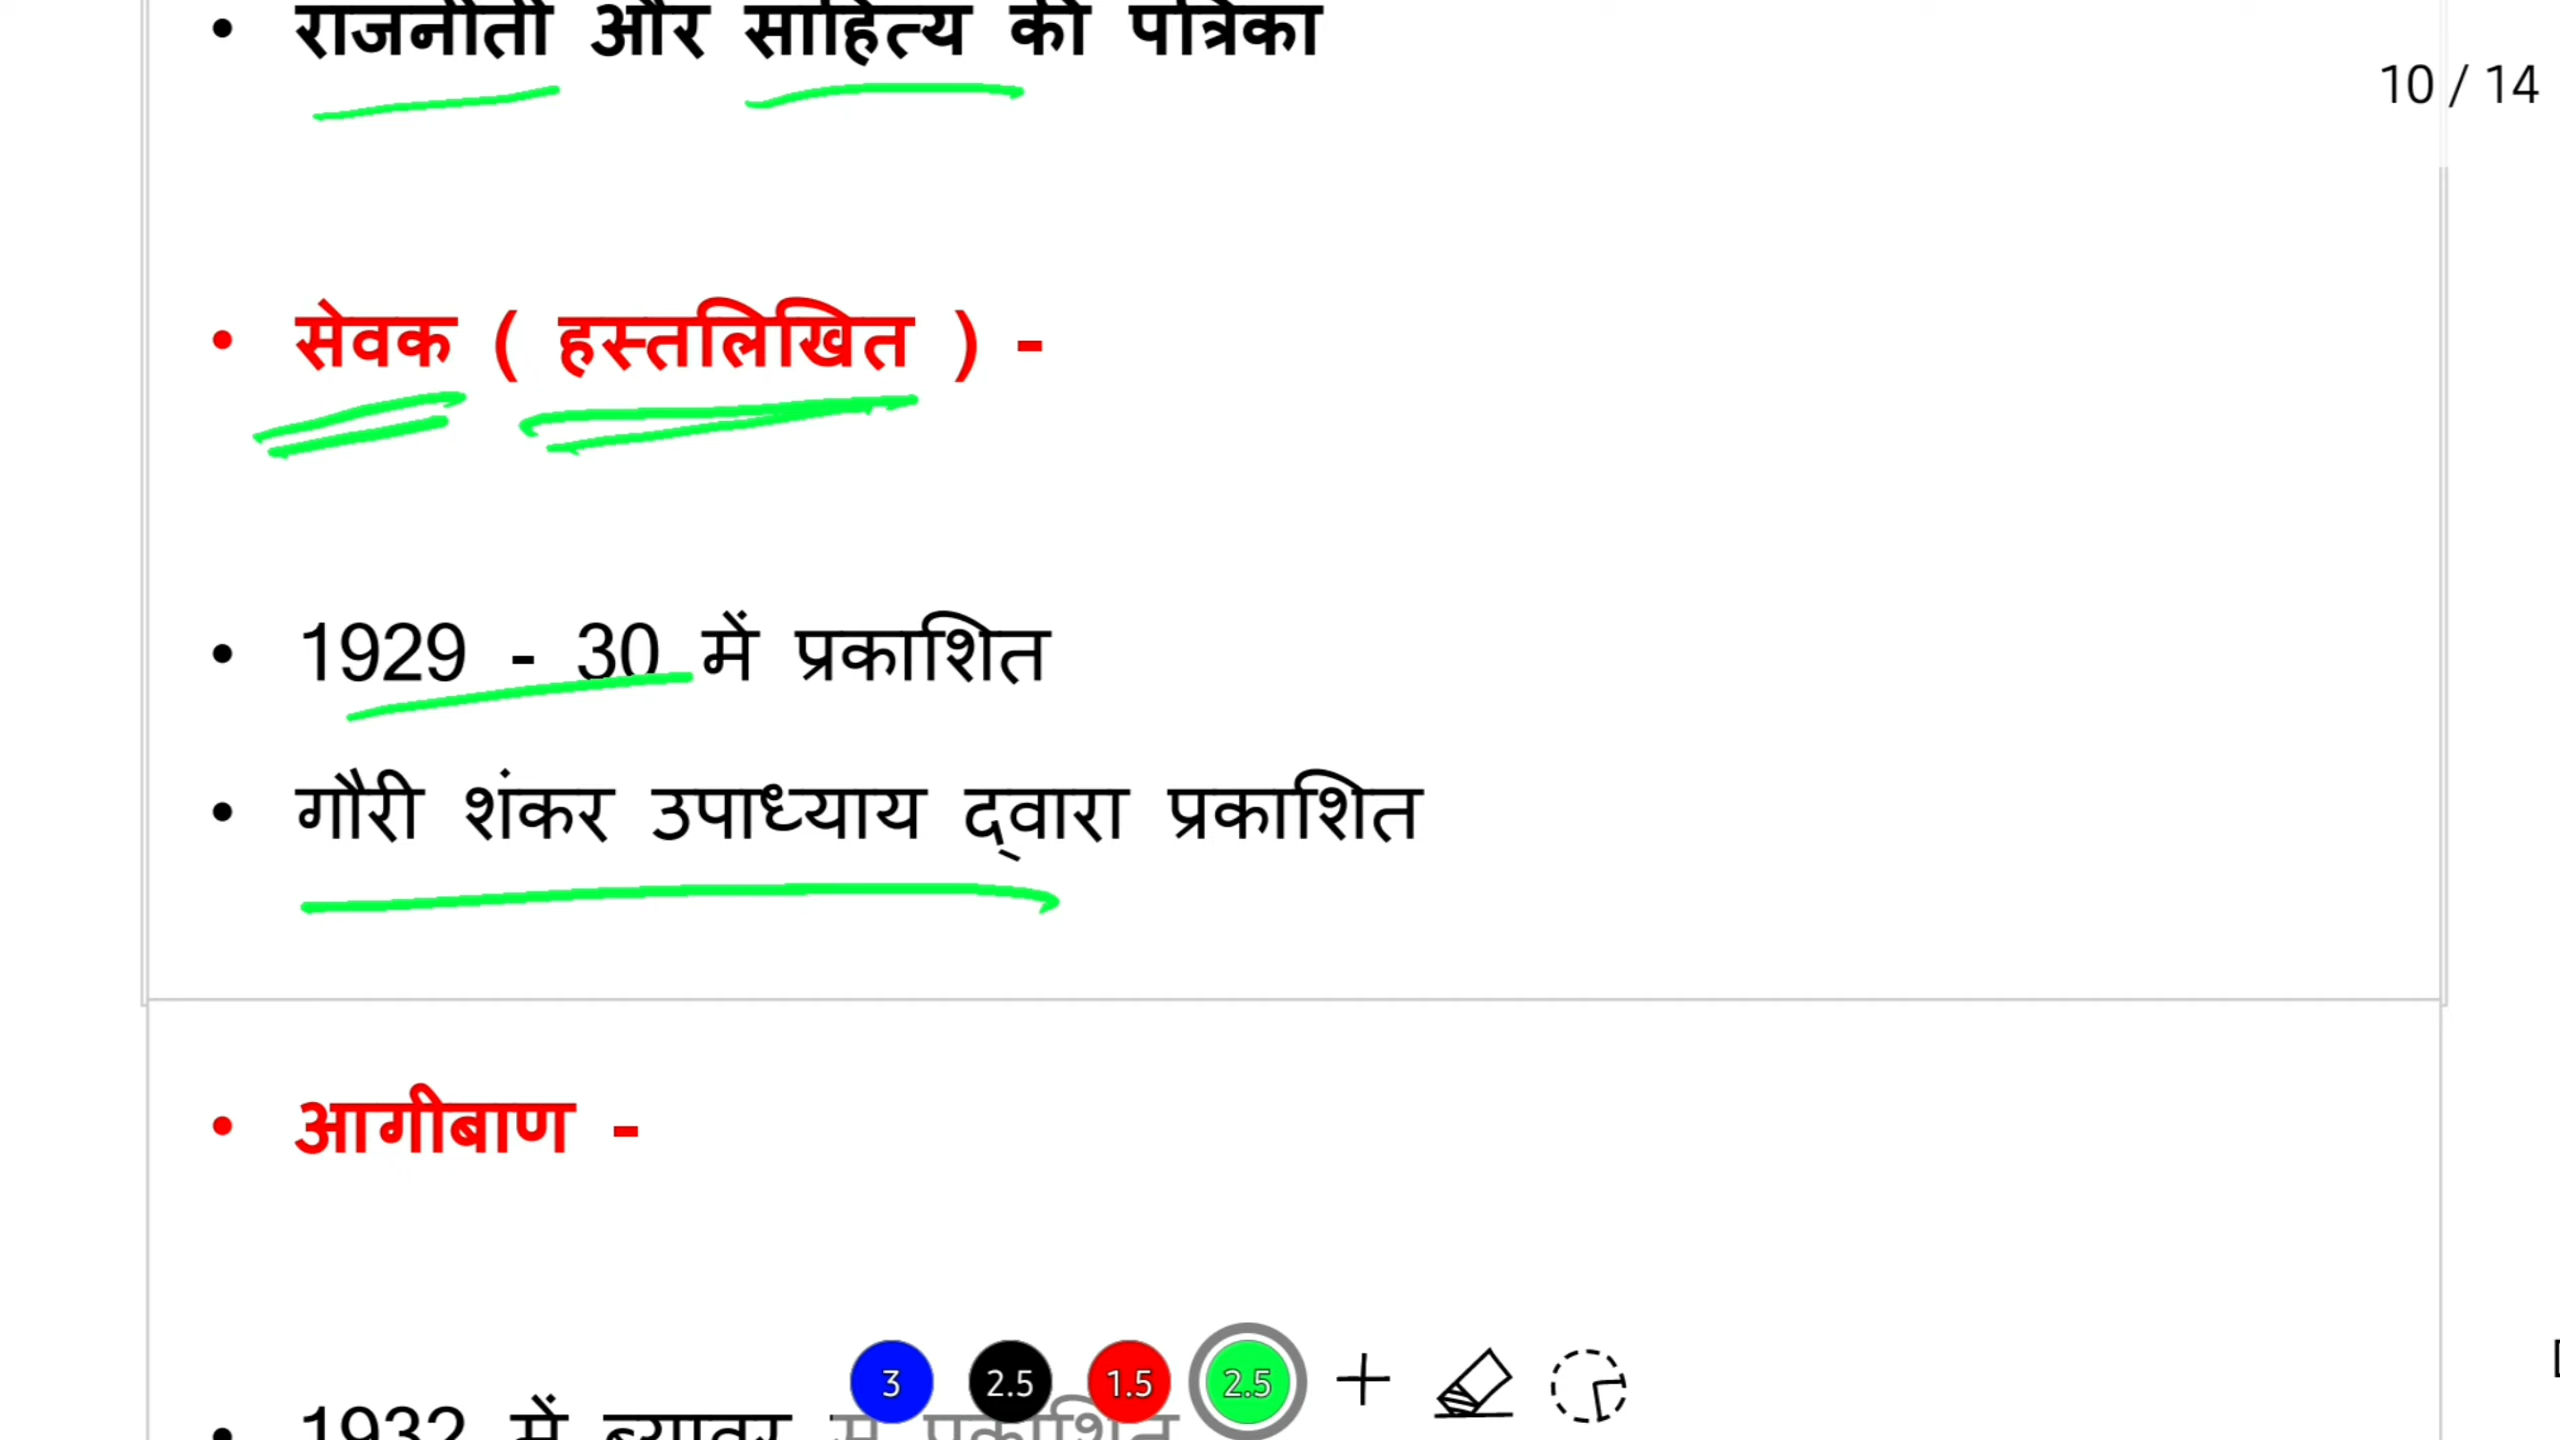 • राजनीती और साहित्य की पत्रिका
10 / 14
• सेवक ( हस्तलिखित ) -
• 1929 - 30 में प्रकाशित
• गौरी शंकर उपाध्याय द्‌वारा प्रकाशित
• आगीबाण -
3 2.5 1.5 2.5
• 1932 में ब्यावर से प्रकाशित